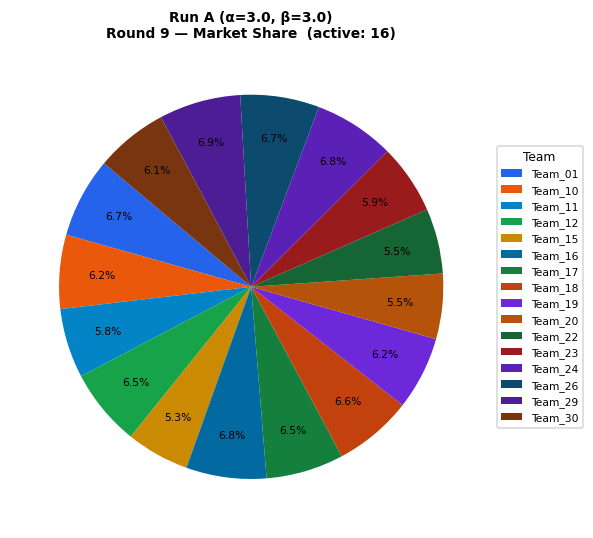 Run A (α=3.0, β=3.0)
Round 9 — Market Share  (active: 16)
6.7%
6.2%
5.8%
6.5%
5.3%
6.8%
6.5%
6.6%
6.2%
5.5%
5.5%
5.9%
6.8%
6.7%
6.9%
6.1%
Team
Team_01
Team_10
Team_11
Team_12
Team_15
Team_16
Team_17
Team_18
Team_19
Team_20
Team_22
Team_23
Team_24
Team_26
Team_29
Team_30